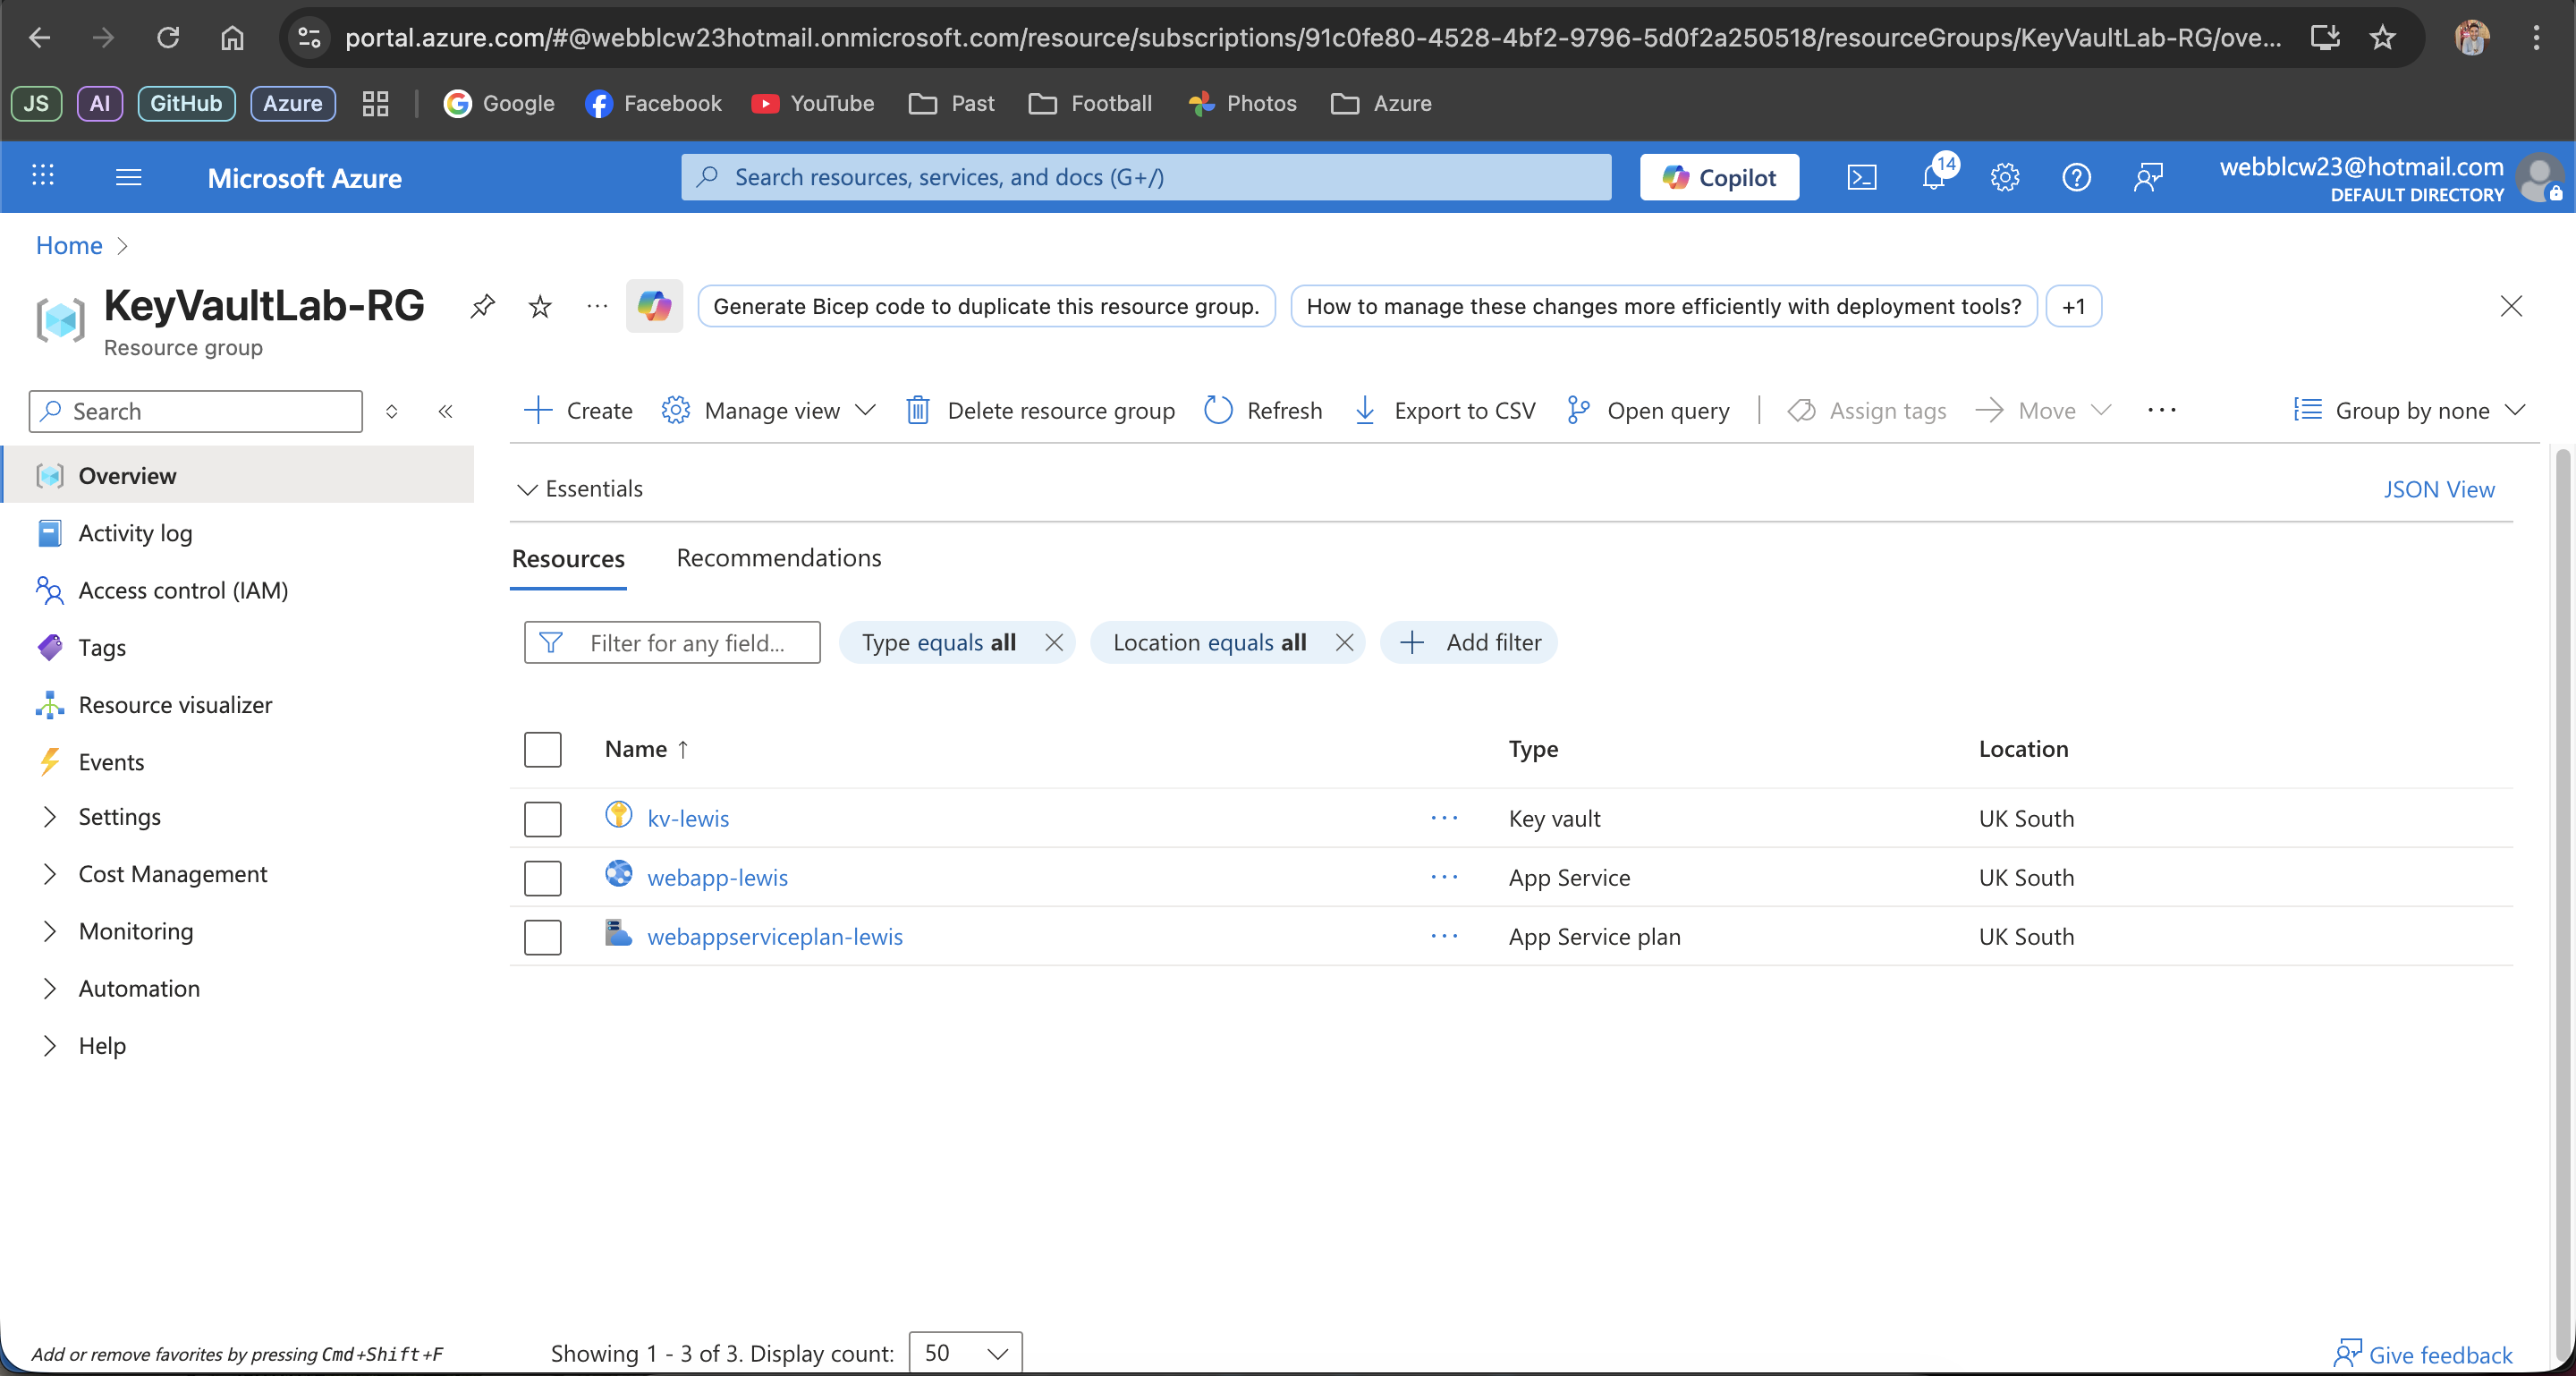 portal.azure.com/#@webblcw23hotmail.onmicrosoft.com/resource/subscriptions/91c0fe80-4528-4bf2-9796-5d0f2a250518/resourceGroups/KeyVaultLab-RG/ove...
JS AI GitHub Azure Google Facebook YouTube Past Football Photos Azure
Microsoft Azure
Search resources, services, and docs (G+/)
Copilot
14
webblcw23@hotmail.com
DEFAULT DIRECTORY
Home
KeyVaultLab-RG
Resource group
Generate Bicep code to duplicate this resource group.
How to manage these changes more efficiently with deployment tools?
+1
Search
Create Manage view Delete resource group Refresh Export to CSV Open query Assign tags Move Group by none
Overview
Activity log
Access control (IAM)
Tags
Resource visualizer
Events
Settings
Cost Management
Monitoring
Automation
Help
Essentials
JSON View
Resources Recommendations
Filter for any field...
Type equals all
Location equals all
Add filter
Name ↑ Type Location
kv-lewis ... Key vault UK South
webapp-lewis ... App Service UK South
webappserviceplan-lewis ... App Service plan UK South
Add or remove favorites by pressing Cmd+Shift+F
Showing 1 - 3 of 3. Display count: 50
Give feedback